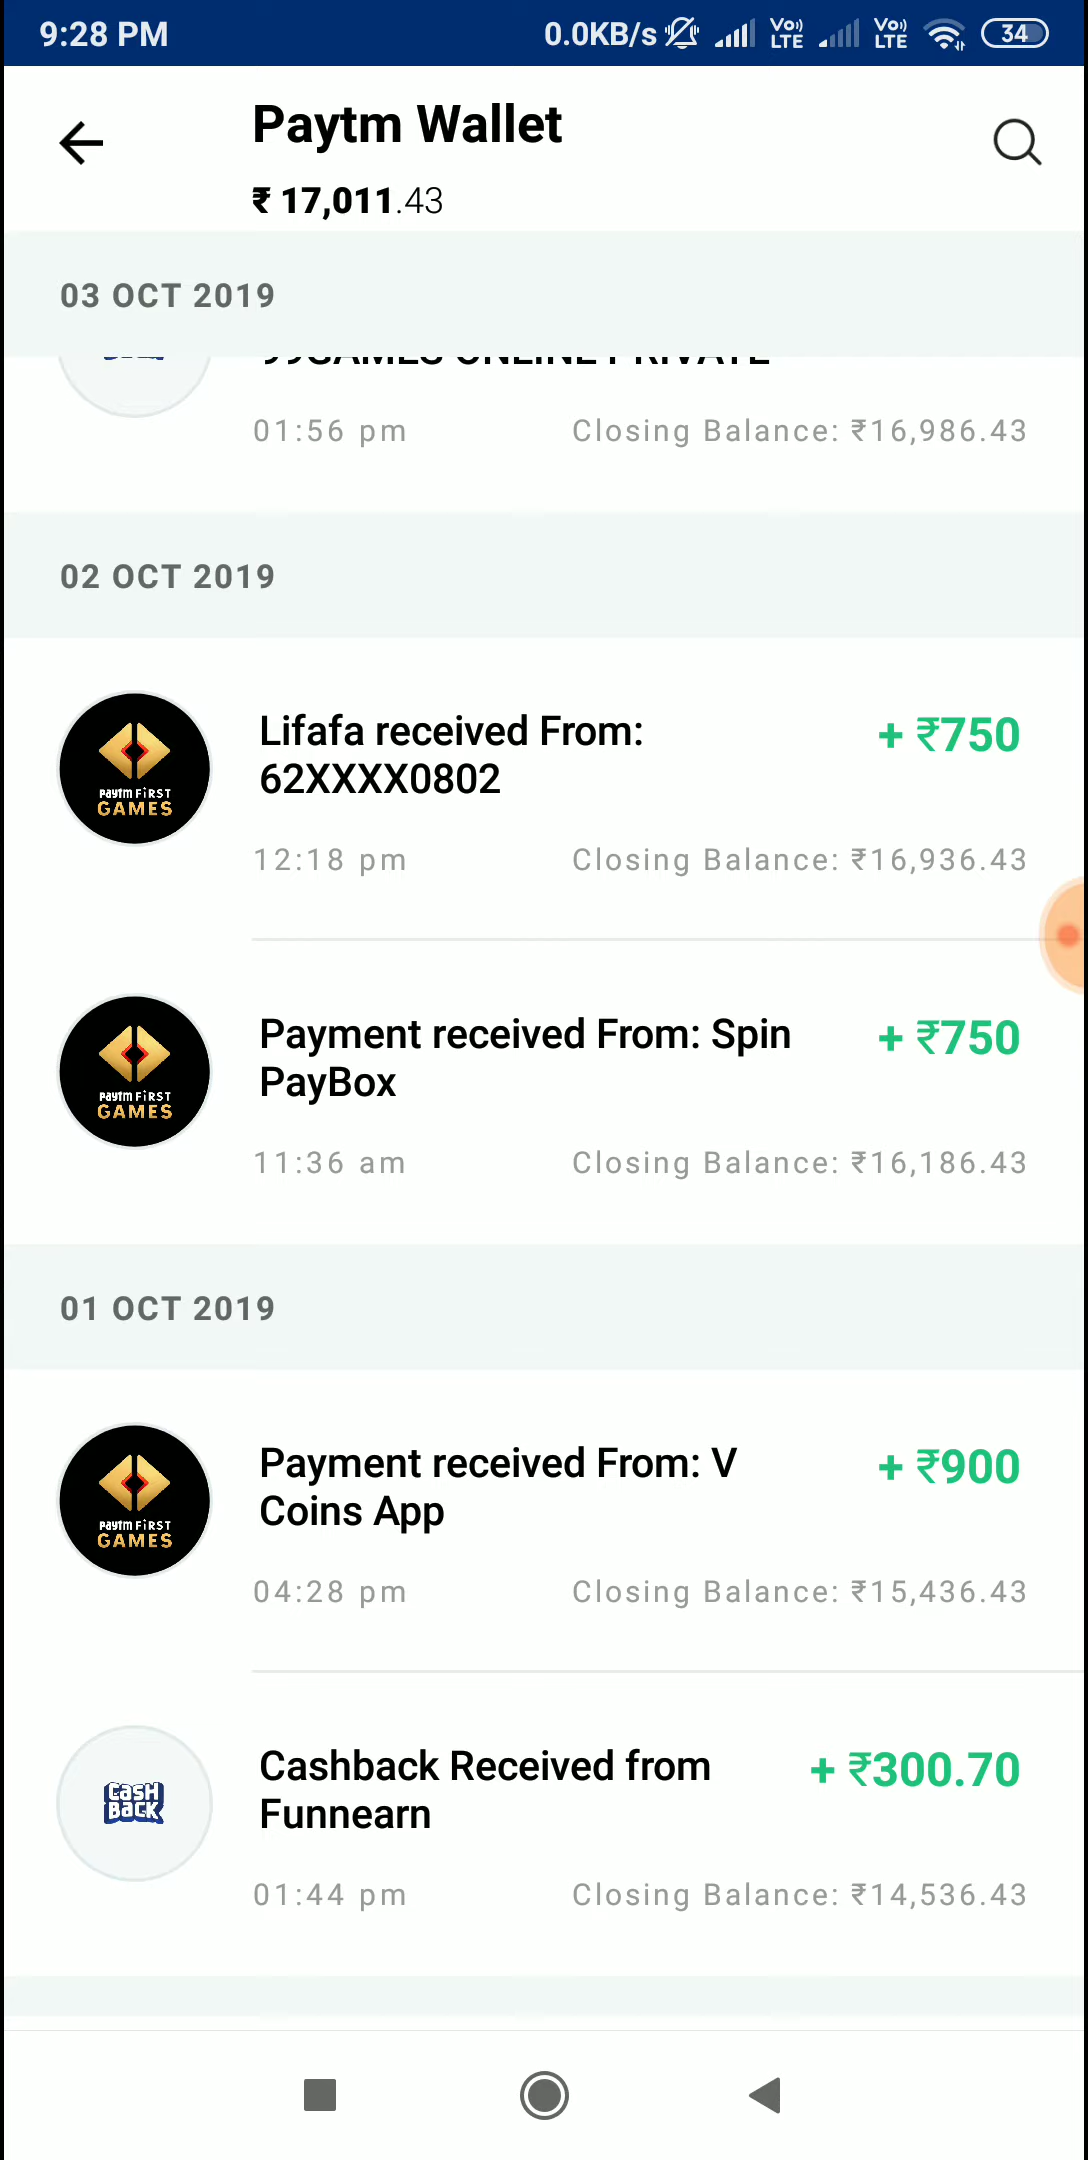 9:28 PM 0.0KB/s Vo)) LTE Vo)) LTE 34
Paytm Wallet
₹ 17,011.43
03 OCT 2019
99GAMES ONLINE PRIVATE
01:56 pm Closing Balance: ₹16,986.43
02 OCT 2019
Lifafa received From: + ₹750
62XXXX0802
paytm FiRST
GAMES
12:18 pm Closing Balance: ₹16,936.43
Payment received From: Spin + ₹750
PayBox
paytm FiRST
GAMES
11:36 am Closing Balance: ₹16,186.43
01 OCT 2019
Payment received From: V + ₹900
Coins App
paytm FiRST
GAMES
04:28 pm Closing Balance: ₹15,436.43
Cashback Received from + ₹300.70
Funnearn
CasH
BacK
01:44 pm Closing Balance: ₹14,536.43